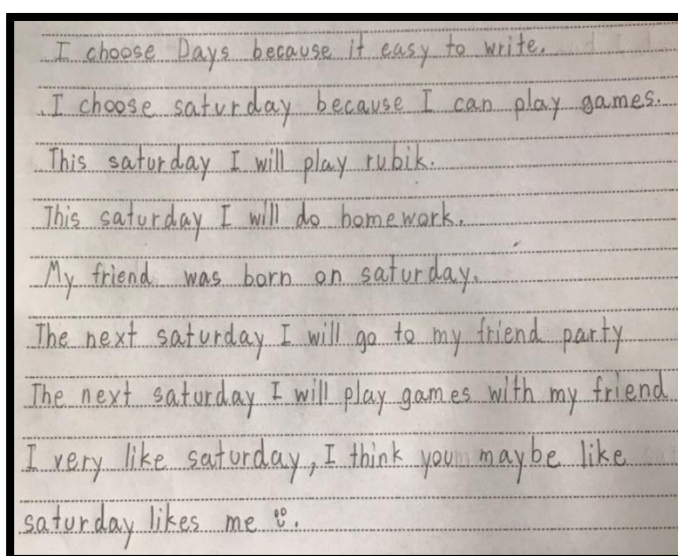 I choose Days because it easy to write.
I choose saturday because I can play games.
This saturday I will play rubik.
This saturday I will do homework.
My friend was born on saturday.
The next saturday I will go to my friend party
The next saturday I will play games with my friend
I very like saturday, I think you maybe like
saturday likes me ☺.